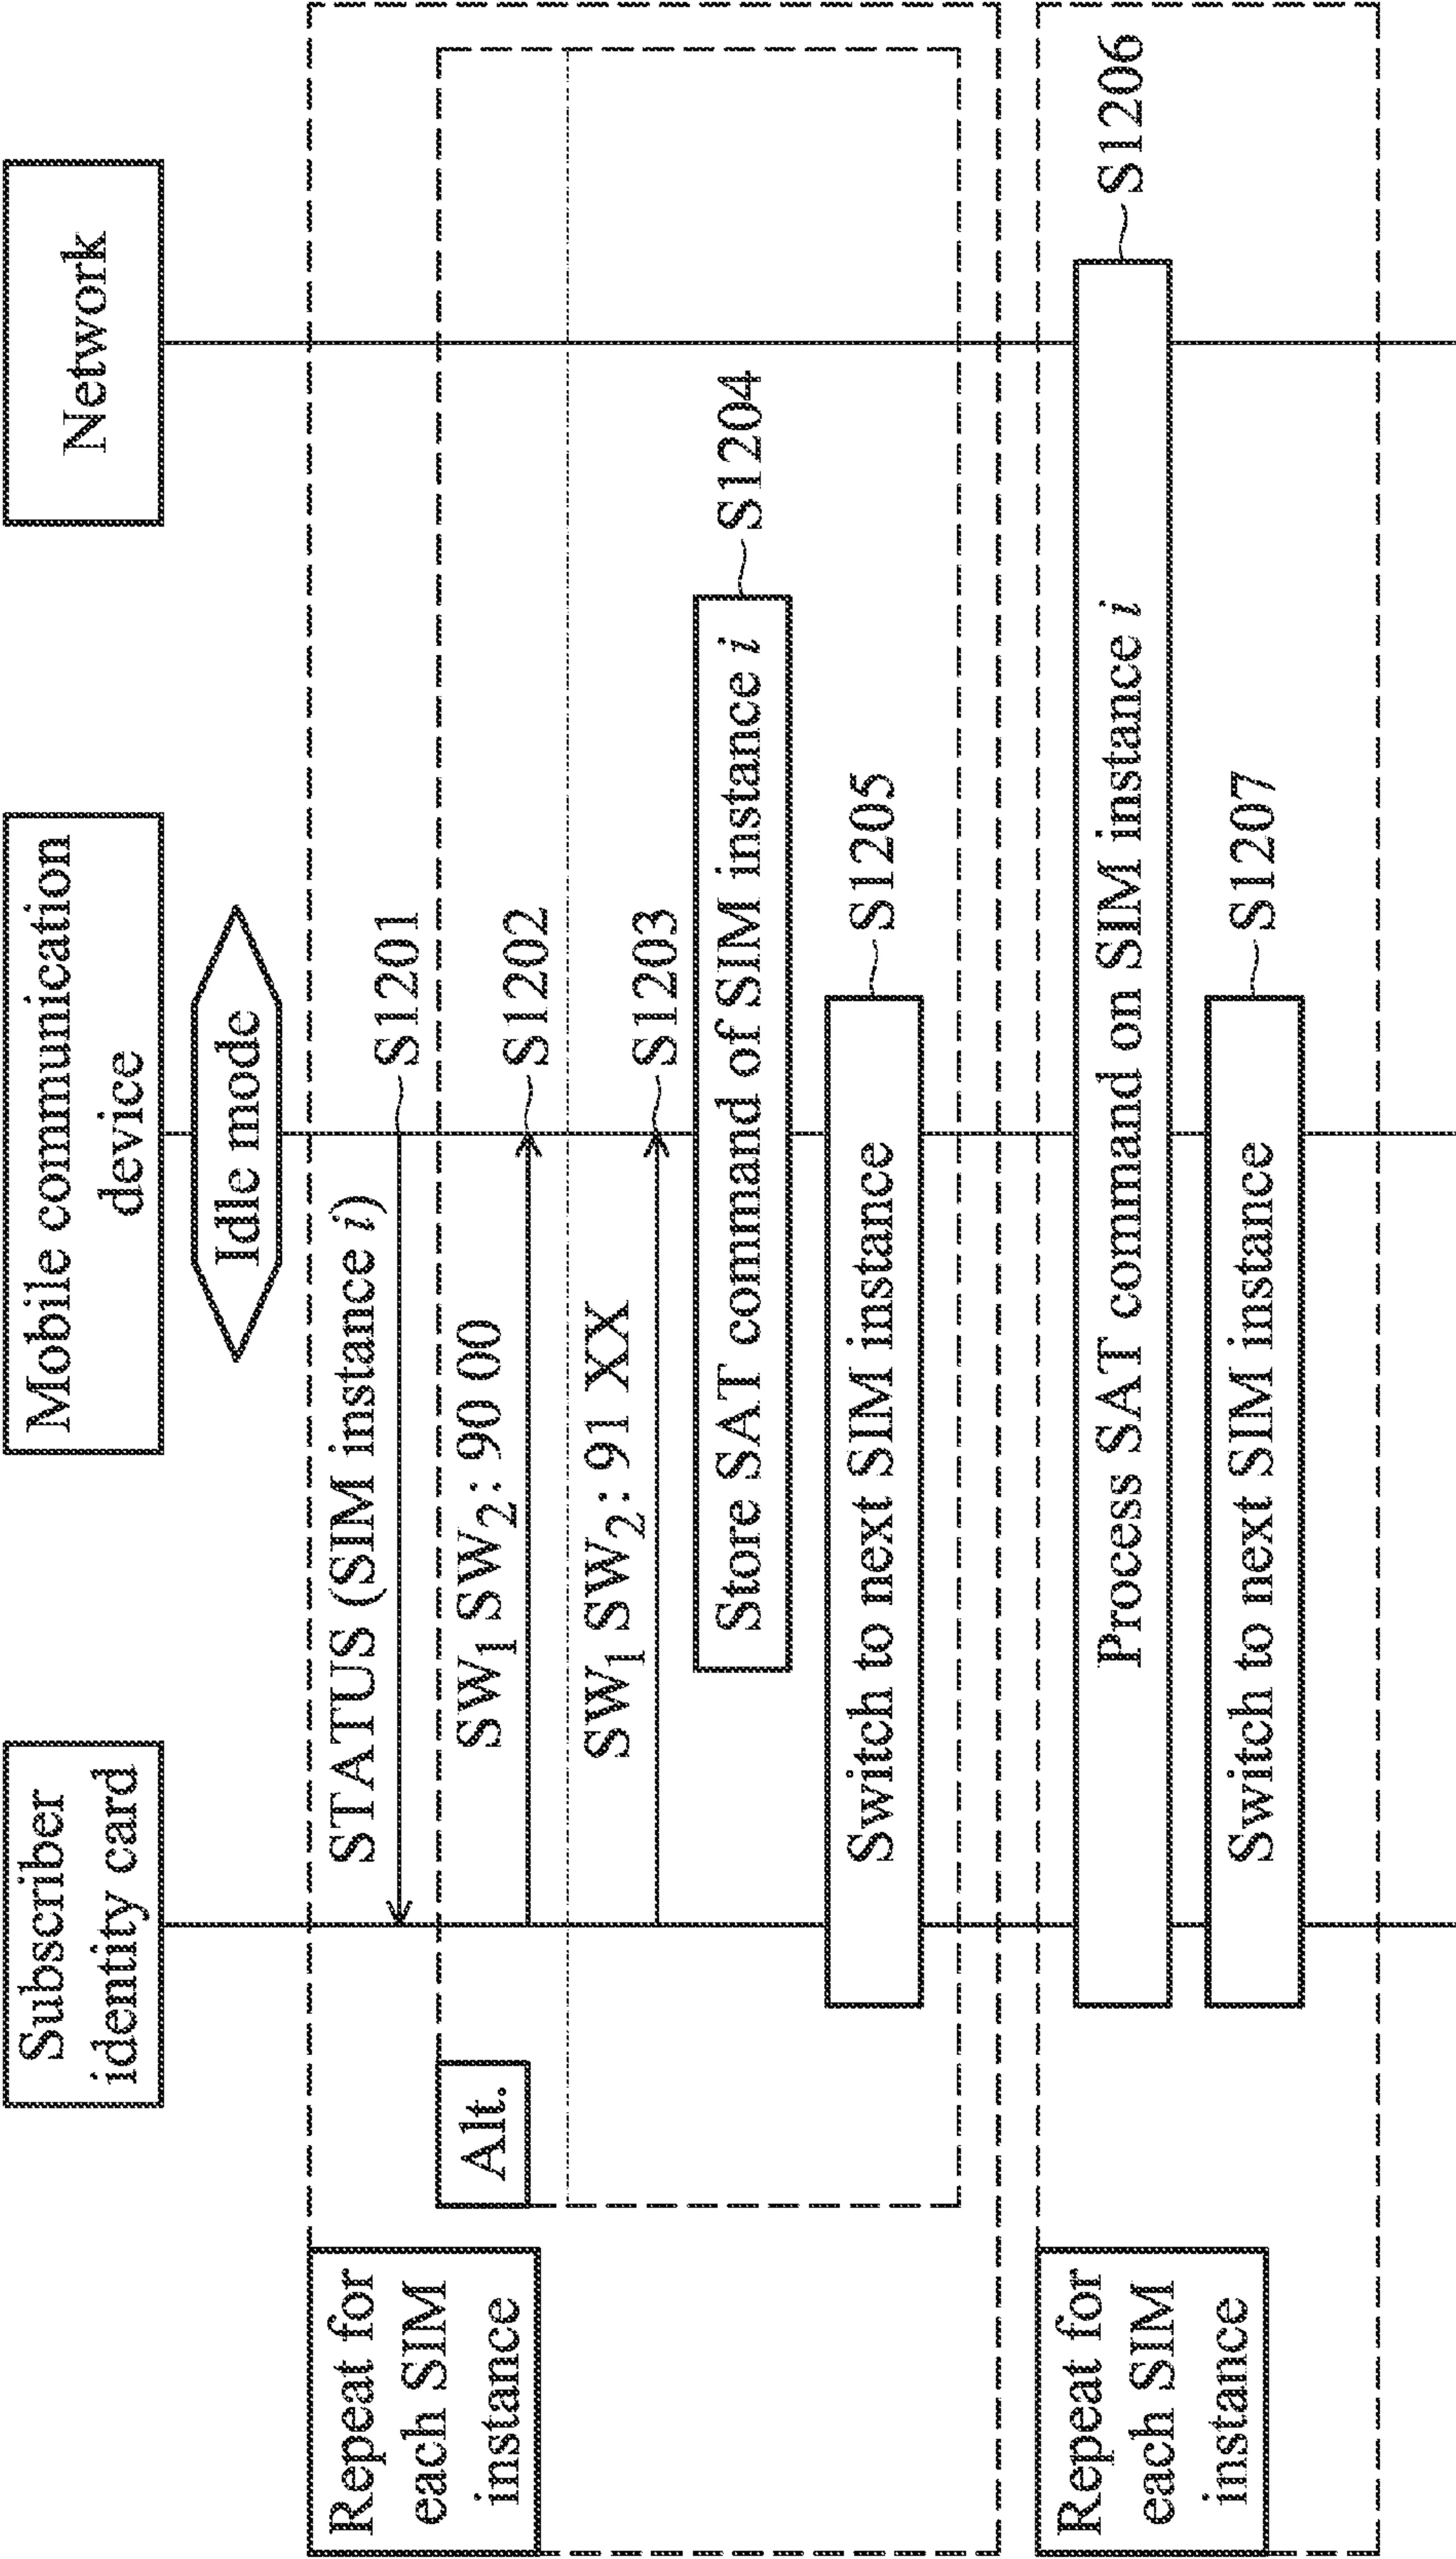 Subscriber
identity card
Mobile communication
device
Network
Idle mode
Repeat for
each SIM
instance
STATUS (SIM instance i)
S1201
Alt.
SW1 SW2: 90 00
S1202
SW1 SW2: 91 XX
S1203
Store SAT command of SIM instance i
S1204
Switch to next SIM instance
S1205
Repeat for
each SIM
instance
Process SAT command on SIM instance i
S1206
Switch to next SIM instance
S1207